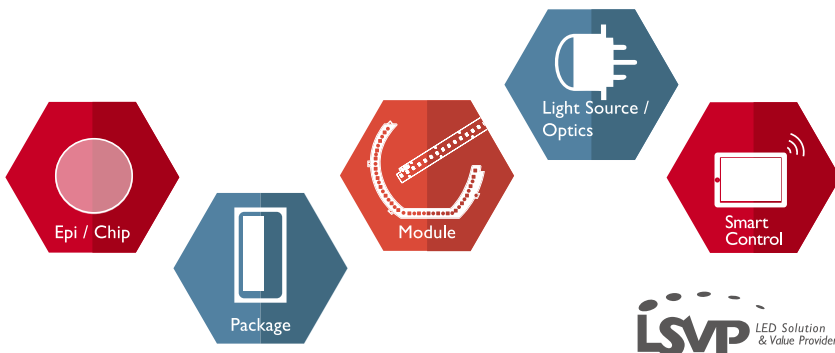 Epi / Chip
Package
Module
Light Source /
Optics
Smart
Control
LSVP
LED Solution
& Value Provider